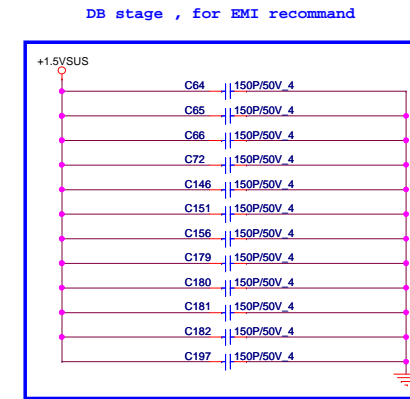 DB stage , for EMI recommand
+1.5VSUS
C64 150P/50V_4
C65 150P/50V_4
C66 150P/50V_4
C72 150P/50V_4
C146 150P/50V_4
C151 150P/50V_4
C156 150P/50V_4
C179 150P/50V_4
C180 150P/50V_4
C181 150P/50V_4
C182 150P/50V_4
C197 150P/50V_4